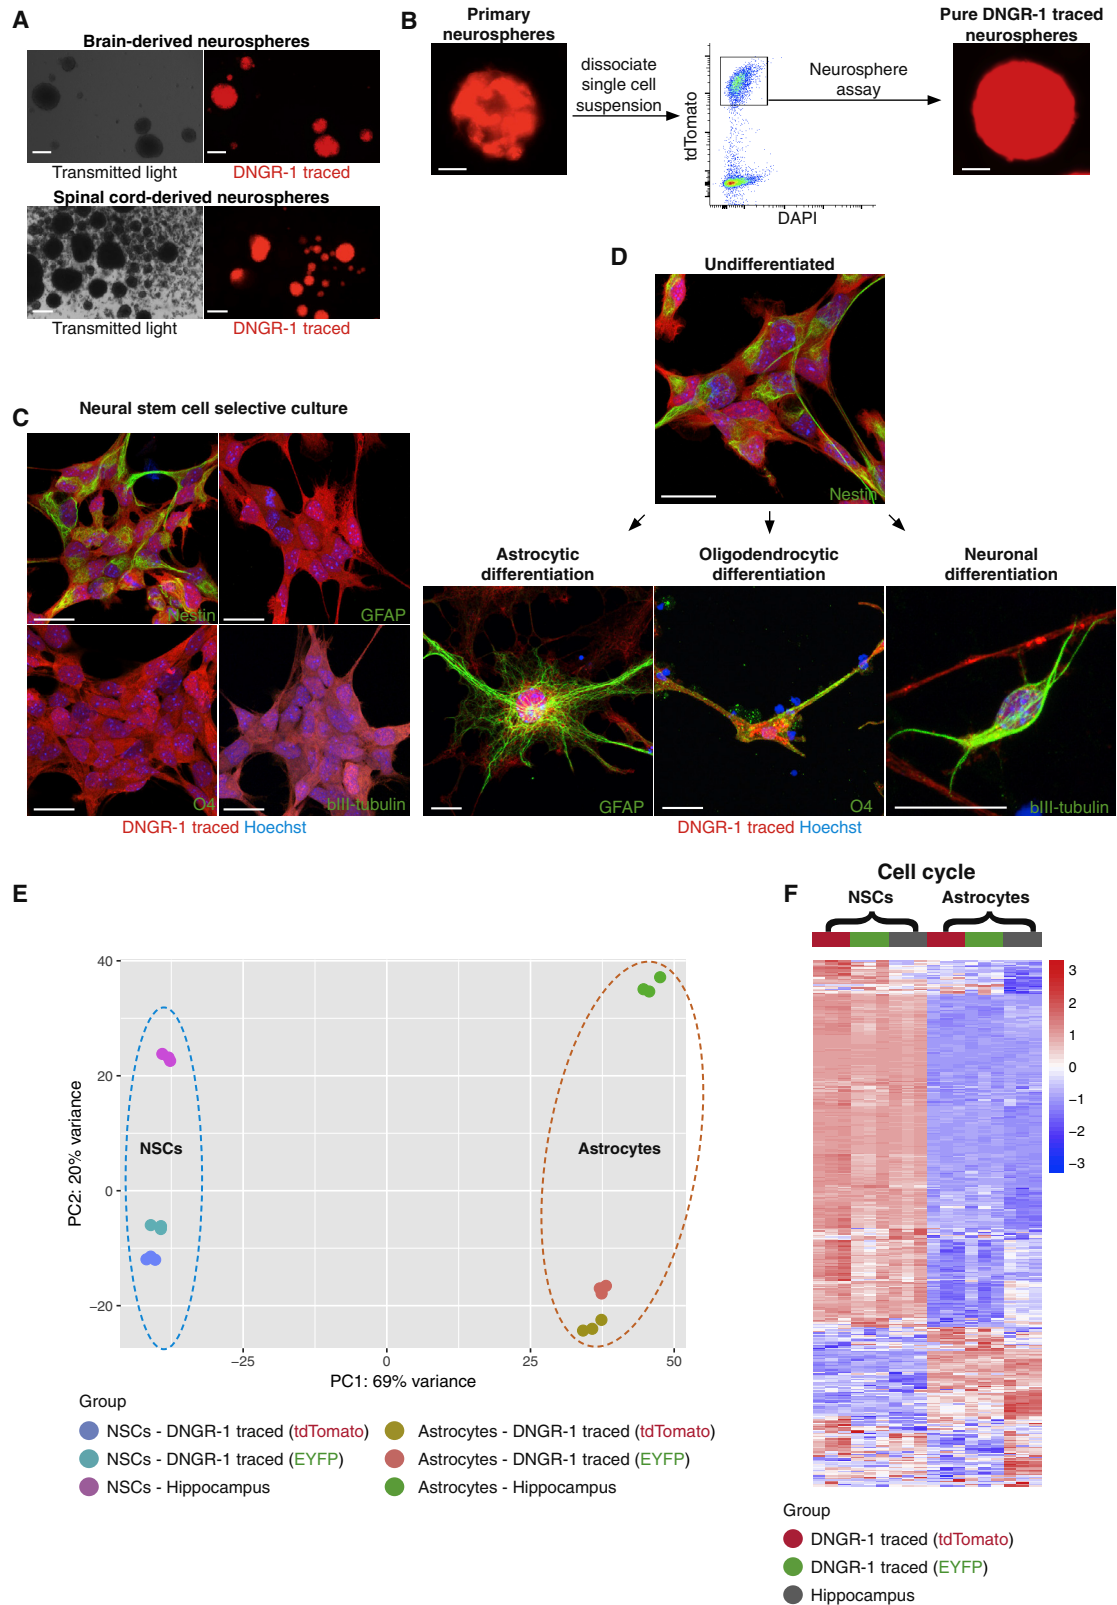 A
Brain-derived neurospheres
Transmitted light
DNGR-1 traced
Spinal cord-derived neurospheres
Transmitted light
DNGR-1 traced
B
Primary
neurospheres
dissociate
single cell
suspension
tdTomato
DAPI
Neurosphere
assay
Pure DNGR-1 traced
neurospheres
C
Neural stem cell selective culture
Nestin
GFAP
O4
bIII-tubulin
DNGR-1 traced Hoechst
D
Undifferentiated
Nestin
Astrocytic
differentiation
Oligodendrocytic
differentiation
Neuronal
differentiation
GFAP
O4
bIII-tubulin
DNGR-1 traced Hoechst
E
40
20
0
−20
PC2: 20% variance
NSCs
Astrocytes
−25
0
25
50
PC1: 69% variance
Group
NSCs - DNGR-1 traced (tdTomato)
NSCs - DNGR-1 traced (EYFP)
NSCs - Hippocampus
Astrocytes - DNGR-1 traced (tdTomato)
Astrocytes - DNGR-1 traced (EYFP)
Astrocytes - Hippocampus
F
Cell cycle
NSCs
Astrocytes
3
2
1
0
−1
−2
−3
Group
DNGR-1 traced (tdTomato)
DNGR-1 traced (EYFP)
Hippocampus